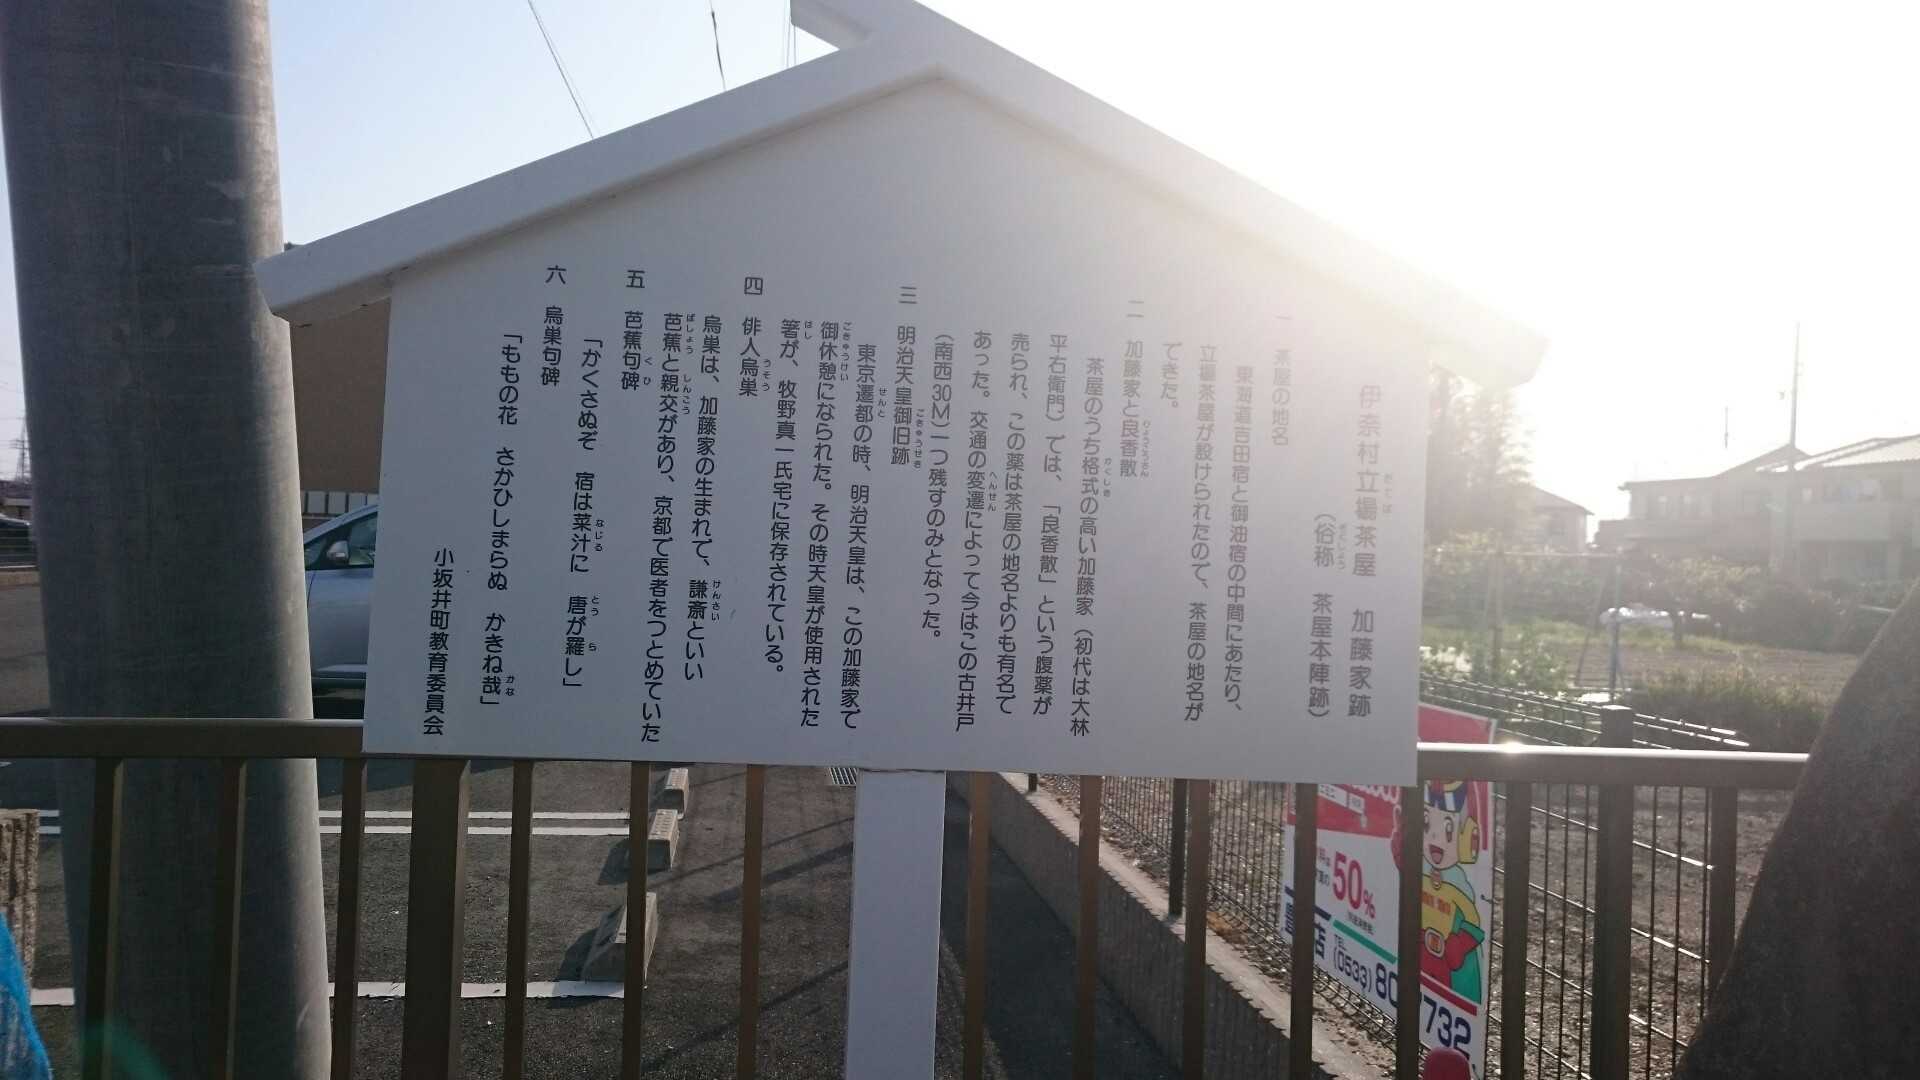 伊奈村立場茶屋　加藤家跡
（俗称　茶屋本陣跡）
一　茶屋の地名
東海道吉田宿と御油宿の中間にあたり、
立場茶屋が設けられたので、茶屋の地名が
できた。
二　加藤家と良香散
茶屋のうち格式の高い加藤家（初代は大林
平右衛門）では、「良香散」という腹薬が
売られ、この薬は茶屋の地名よりも有名で
あった。交通の変遷によって今はこの古井戸
（南西30M）一つ残すのみとなった。
三　明治天皇御旧跡
東京遷都の時、明治天皇は、この加藤家で
御休憩になられた。その時天皇が使用された
箸が、牧野真一氏宅に保存されている。
四　俳人烏巣
烏巣は、加藤家の生まれで、謙斎といい
芭蕉と親交があり、京都で医者をつとめていた
五　芭蕉句碑
「かくさぬぞ　宿は菜汁に　唐が羅し」
六　烏巣句碑
「ももの花　さかひしまらぬ　かきね哉」
小坂井町教育委員会
50%
店
TEL
(0533)80
732